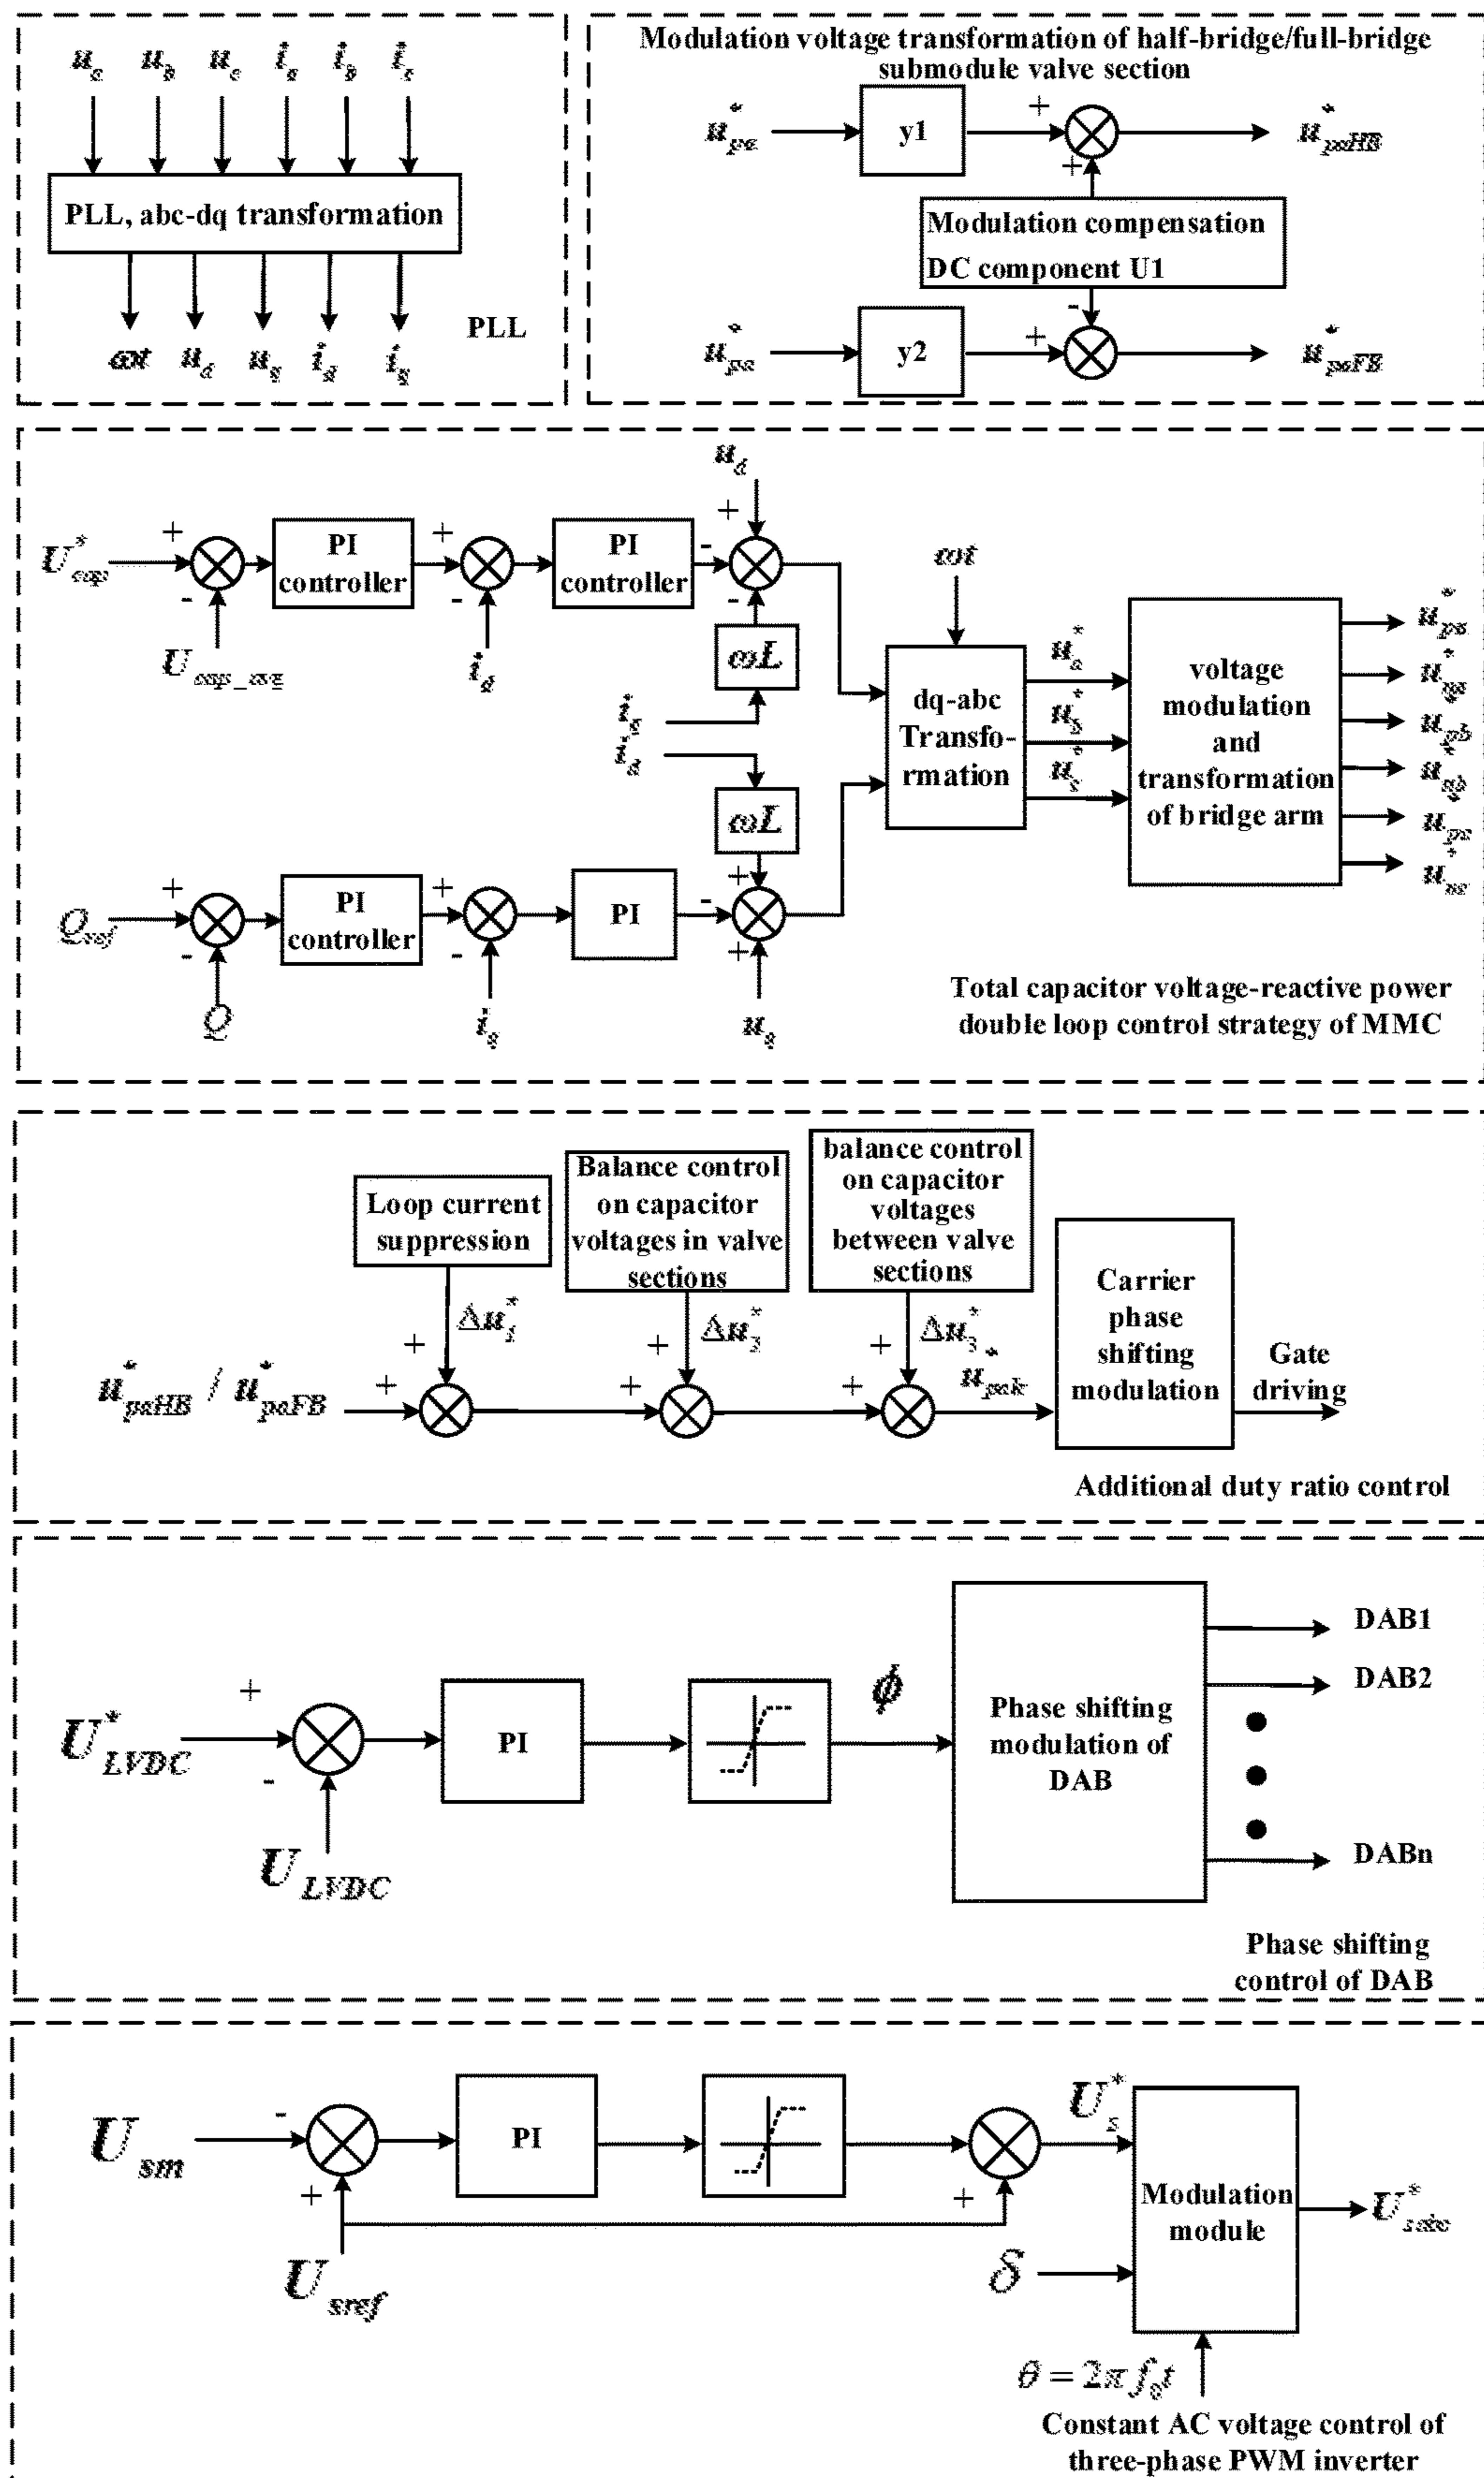 u_a u_b u_c i_a i_b i_c
PLL, abc-dq transformation
ωt u_d u_q i_d i_q
PLL
Modulation voltage transformation of half-bridge/full-bridge
submodule valve section
u*_pa
y1
+
+
u*_paHB
Modulation compensation
DC component U1
-
u*_pa
y2
+
u*_paFB
u_d
+
U*_cap
+
-
U_cap_avg
PI
controller
+
-
i_d
PI
controller
-
-
ωL
i_q
i_d
ωL
ωt
dq-abc
Transfo-
rmation
u*_a
u*_b
u*_c
voltage
modulation
and
transformation
of bridge arm
u*_pa
u*_na
u*_pb
u*_nb
u*_pc
u*_nc
Q_ref
+
-
Q
PI
controller
+
-
i_q
PI
-
+
+
u_q
Total capacitor voltage-reactive power
double loop control strategy of MMC
Loop current
suppression
Balance control
on capacitor
voltages in valve
sections
balance control
on capacitor
voltages
between valve
sections
Δu*_1
Δu*_3
Δu*_3
+
+
+
u*_paHB / u*_paFB
+
+
+
u*_pak
Carrier
phase
shifting
modulation
Gate
driving
Additional duty ratio control
U*_LVDC
+
-
U_LVDC
PI
ϕ
Phase shifting
modulation of
DAB
DAB1
DAB2
DABn
Phase shifting
control of DAB
U_sm
-
+
U_sref
PI
+
U*_s
δ
Modulation
module
U*_sabc
θ = 2π f_0 t
Constant AC voltage control of
three-phase PWM inverter